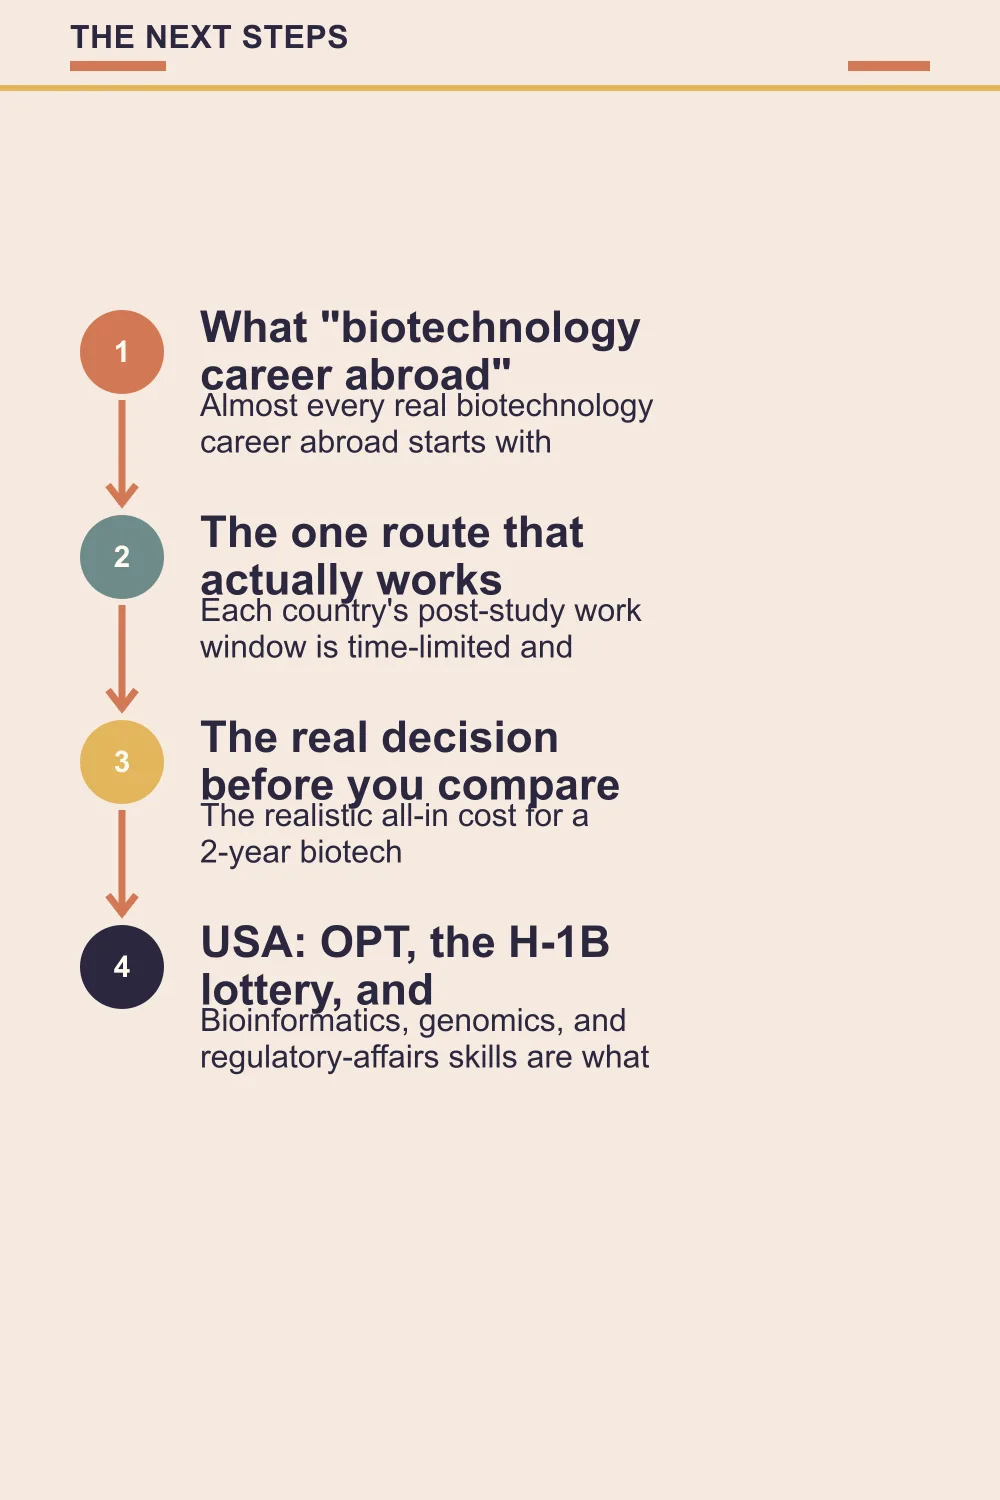 THE NEXT STEPS
1
What "biotechnology
career abroad"
Almost every real biotechnology
career abroad starts with
2
The one route that
actually works
Each country's post-study work
window is time-limited and
3
The real decision
before you compare
The realistic all-in cost for a
2-year biotech
4
USA: OPT, the H-1B
lottery, and
Bioinformatics, genomics, and
regulatory-affairs skills are what